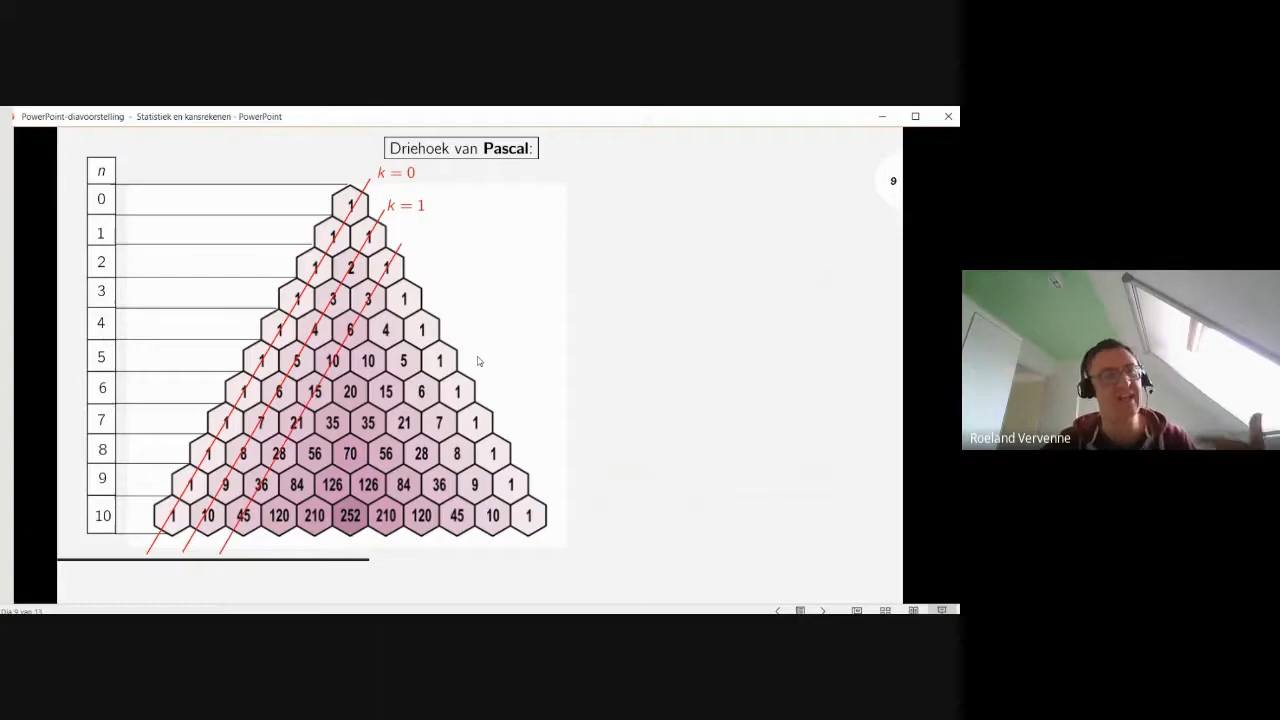 PowerPoint-diavoorstelling - Statistiek en kansrekenen - PowerPoint
Driehoek van Pascal:
9
n
k = 0
k = 1
0 1
1 1 1
2 1 2 1
3 1 3 3 1
4 1 4 6 4 1
5 1 5 10 10 5 1
6 1 6 15 20 15 6 1
7 1 7 21 35 35 21 7 1
8 1 8 28 56 70 56 28 8 1
9 1 9 36 84 126 126 84 36 9 1
10 1 10 45 120 210 252 210 120 45 10 1
Dia 9 van 13
Roeland Vervenne